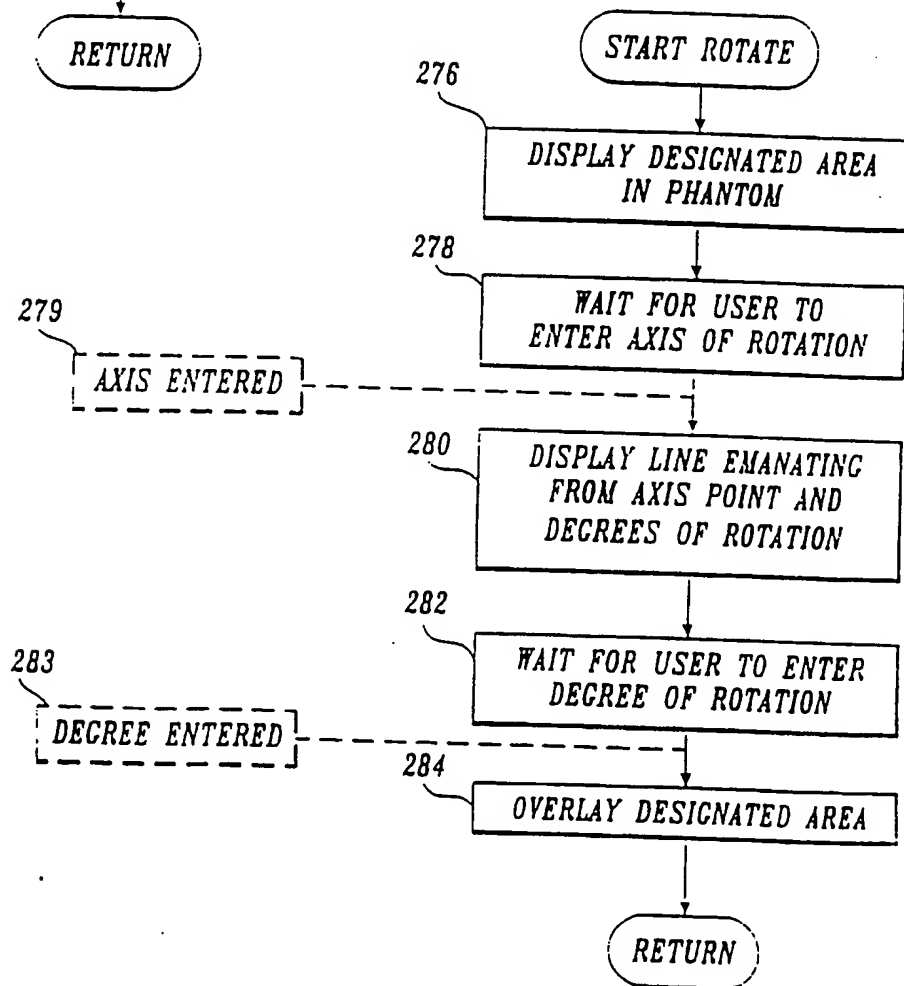 RETURN
START ROTATE
276
DISPLAY DESIGNATED AREA
IN PHANTOM
278
WAIT FOR USER TO
ENTER AXIS OF ROTATION
279
AXIS ENTERED
280
DISPLAY LINE EMANATING
FROM AXIS POINT AND
DEGREES OF ROTATION
282
WAIT FOR USER TO ENTER
DEGREE OF ROTATION
283
DEGREE ENTERED
284
OVERLAY DESIGNATED AREA
RETURN